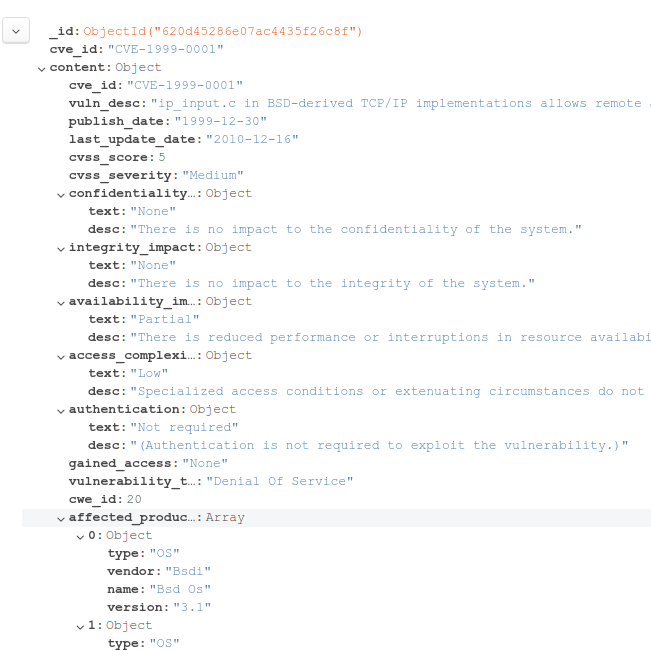 _id: ObjectId("620d45286e07ac4435f26c8f")
cve_id: "CVE-1999-0001"
content: Object
cve_id: "CVE-1999-0001"
vuln_desc: "ip_input.c in BSD-derived TCP/IP implementations allows remote
publish_date: "1999-12-30"
last_update_date: "2010-12-16"
cvss_score: 5
cvss_severity: "Medium"
confidentiality…: Object
text: "None"
desc: "There is no impact to the confidentiality of the system."
integrity_impact: Object
text: "None"
desc: "There is no impact to the integrity of the system."
availability_im…: Object
text: "Partial"
desc: "There is reduced performance or interruptions in resource availabi
access_complexi…: Object
text: "Low"
desc: "Specialized access conditions or extenuating circumstances do not
authentication: Object
text: "Not required"
desc: "(Authentication is not required to exploit the vulnerability.)"
gained_access: "None"
vulnerability_t…: "Denial Of Service"
cwe_id: 20
affected_produc…: Array
0: Object
type: "OS"
vendor: "Bsdi"
name: "Bsd Os"
version: "3.1"
1: Object
type: "OS"